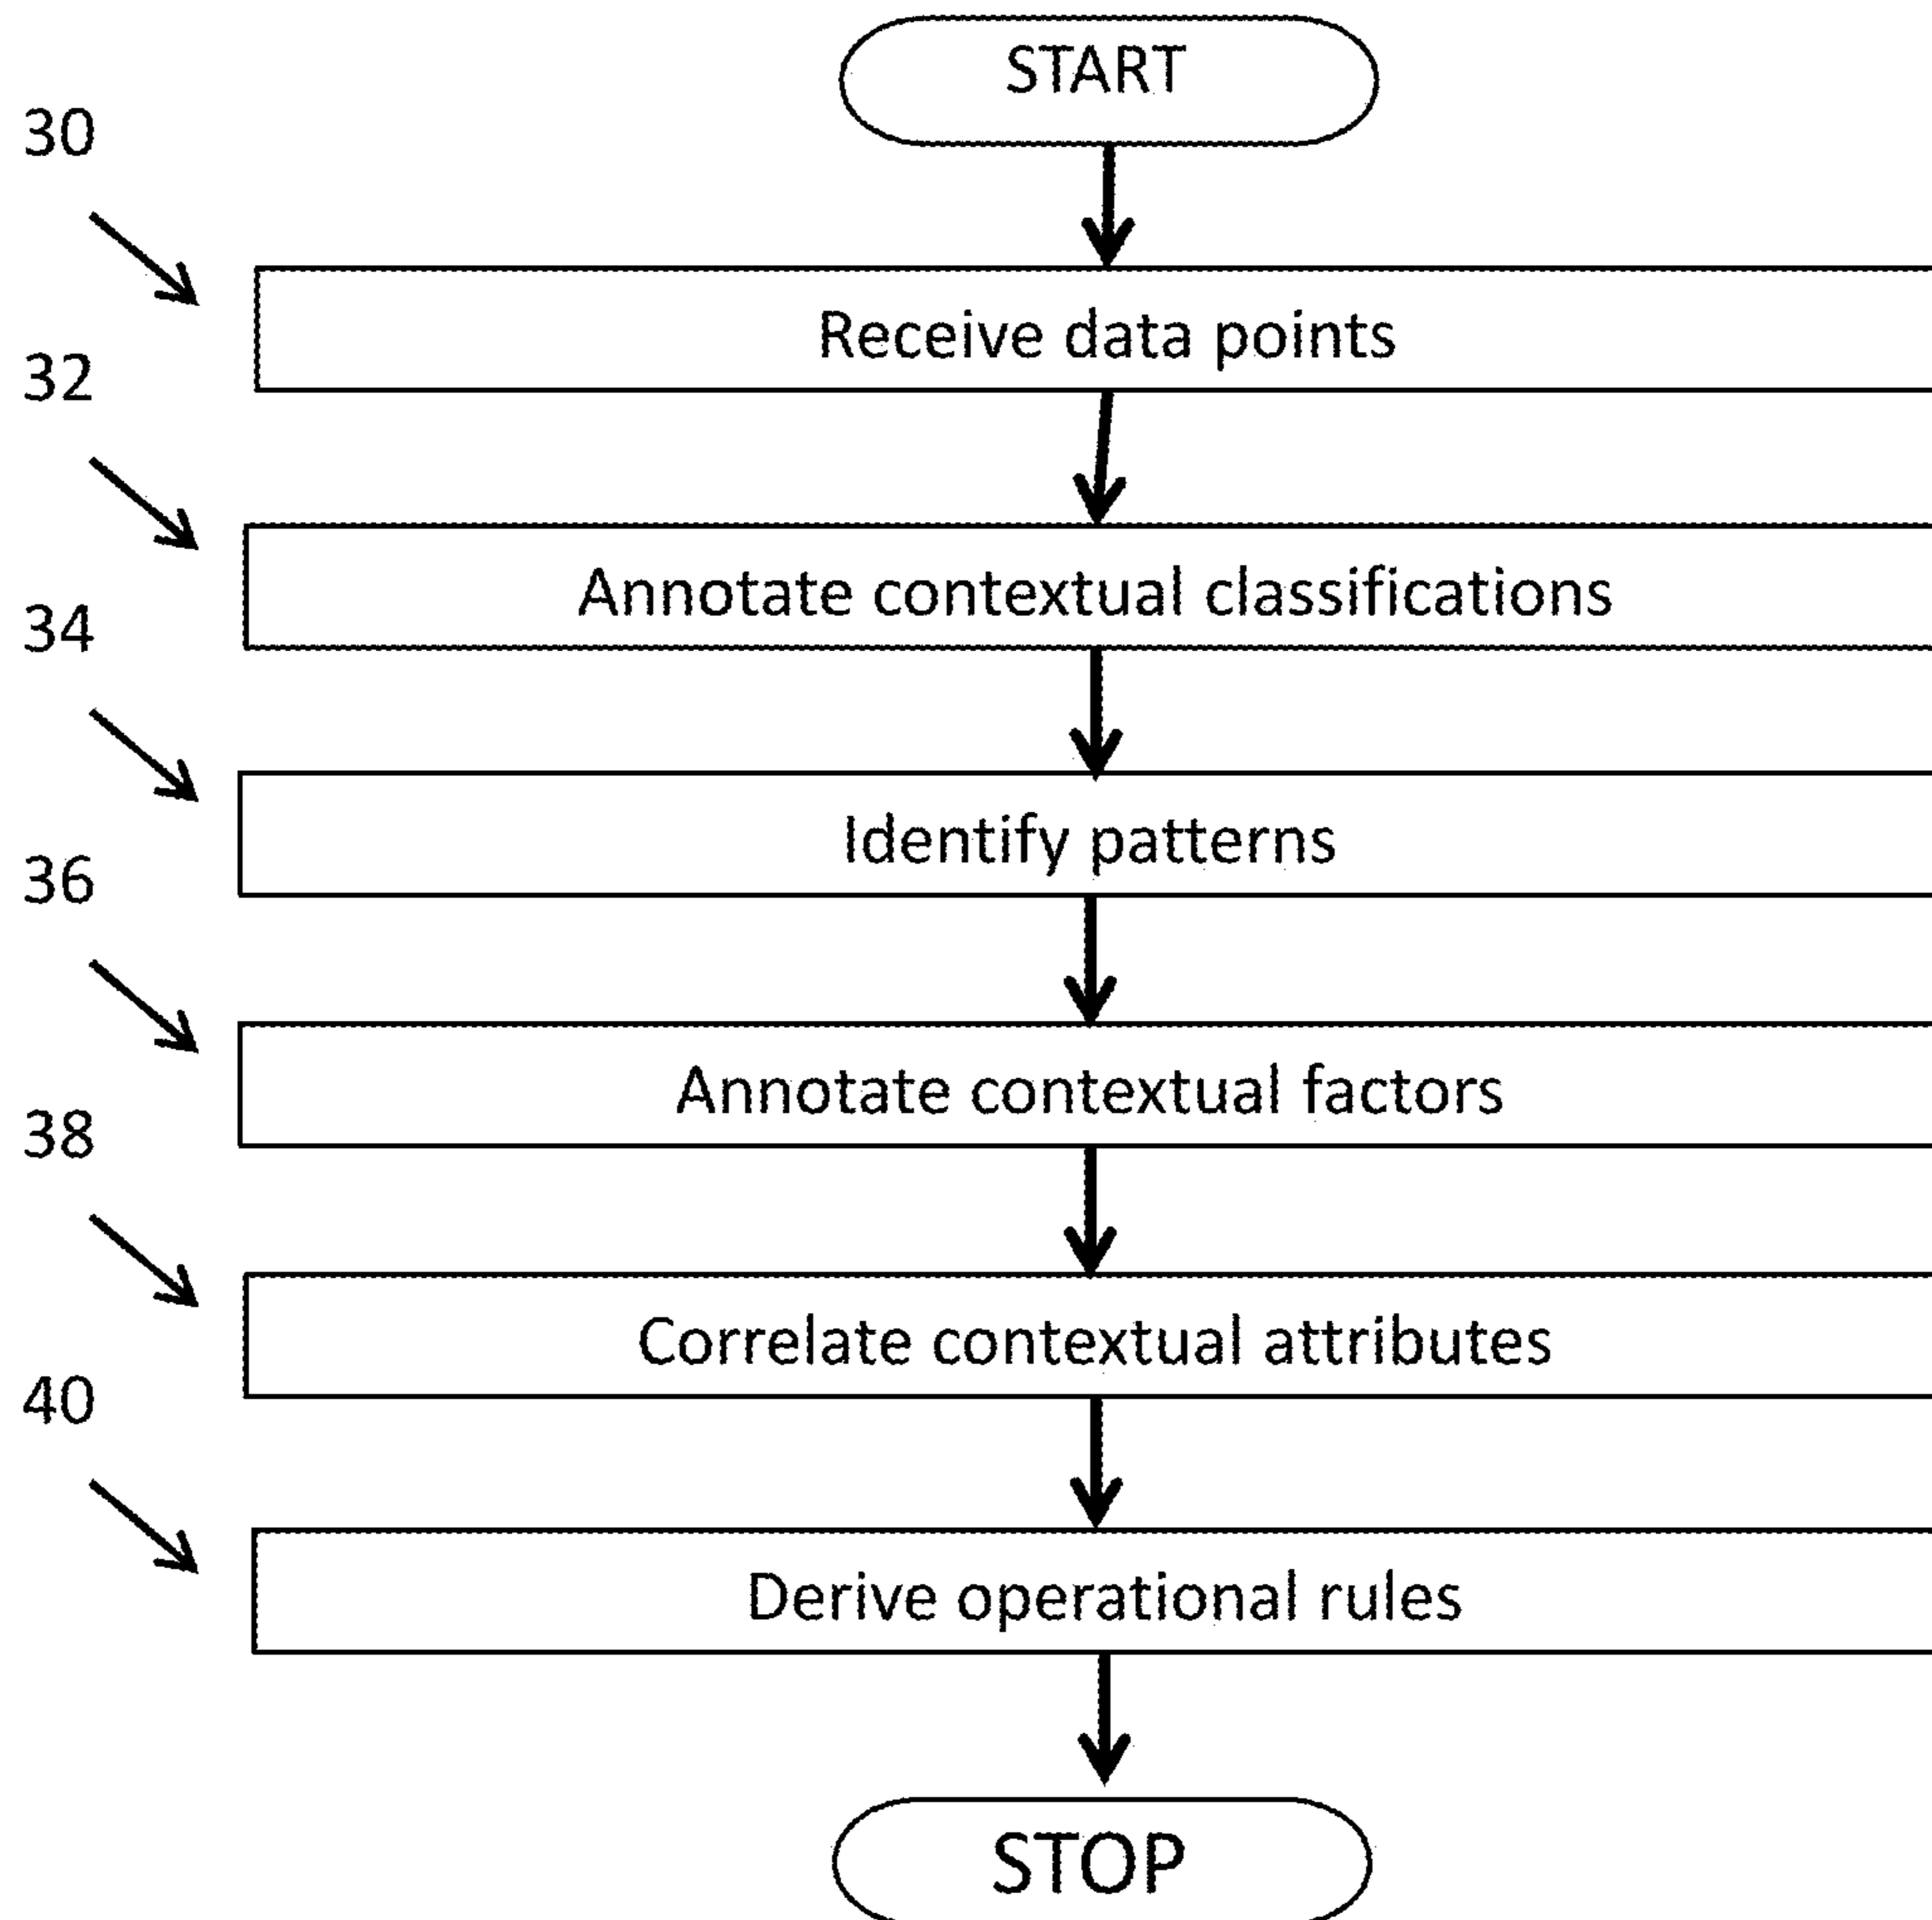 START
30
Receive data points
32
Annotate contextual classifications
34
Identify patterns
36
Annotate contextual factors
38
Correlate contextual attributes
40
Derive operational rules
STOP